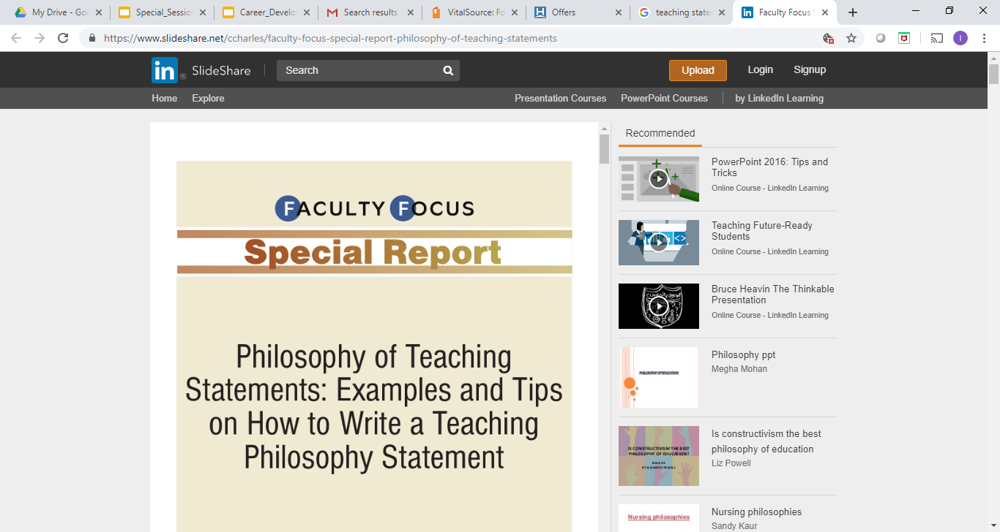 My Drive - Goo
Special_Sessio
Career_Develo
Search results
VitalSource: Fo
Offers
teaching state
Faculty Focus S
https://www.slideshare.net/ccharles/faculty-focus-special-report-philosophy-of-teaching-statements
I
in ® SlideShare
Search
Upload
Login
Signup
Home
Explore
Presentation Courses
PowerPoint Courses
by LinkedIn Learning
FACULTY FOCUS
Special Report
Philosophy of Teaching
Statements: Examples and Tips
on How to Write a Teaching
Philosophy Statement
Recommended
PowerPoint 2016: Tips and
Tricks
Online Course - LinkedIn Learning
Teaching Future-Ready
Students
Online Course - LinkedIn Learning
Bruce Heavin The Thinkable
Presentation
Online Course - LinkedIn Learning
PHILOSOPHY OF EDUCATION
Philosophy ppt
Megha Mohan
IS CONSTRUCTIVISM THE BEST
PHILOSOPHY OF EDUCATION?
BY ELIZABETH POWELL
Is constructivism the best
philosophy of education
Liz Powell
Nursing philosophies
Nursing philosophies
Sandy Kaur